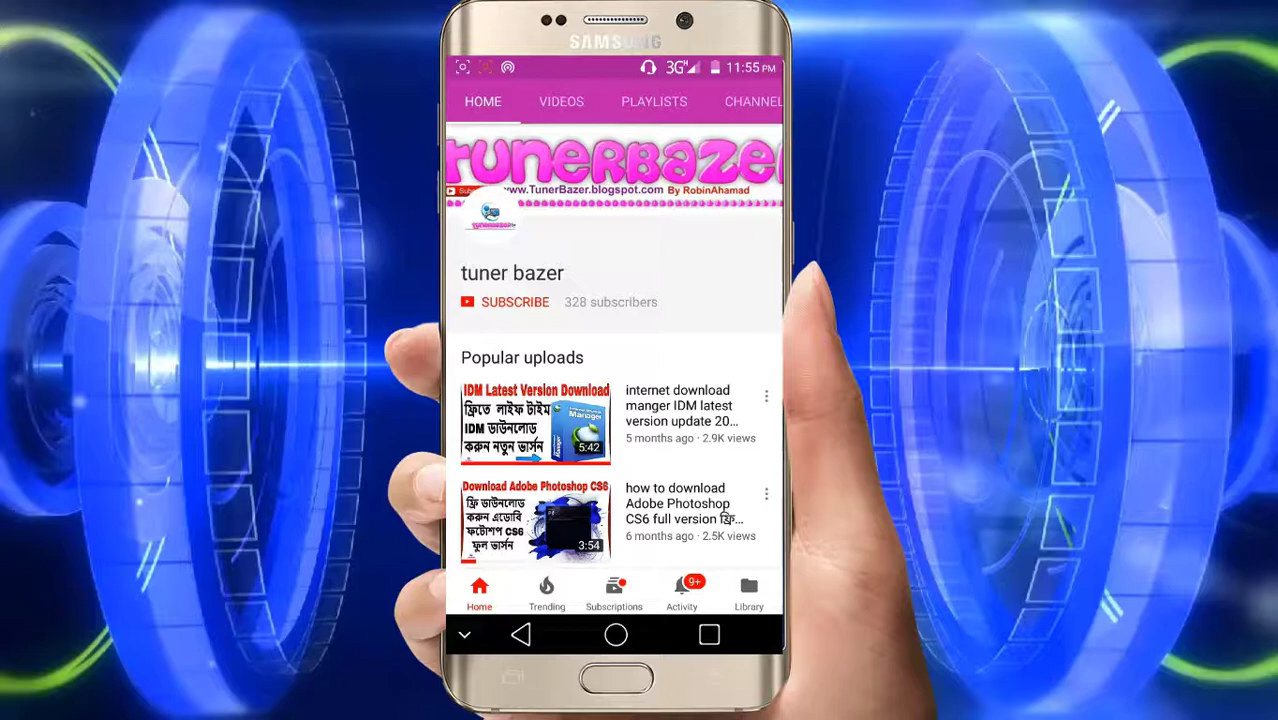 SAMSUNG
3G H 11:55 PM
HOME VIDEOS PLAYLISTS CHANNEL
TUNERBAZER
www.TunerBazer.blogspot.com By RobinAhamad
tuner bazer
SUBSCRIBE 328 subscribers
Popular uploads
IDM Latest Version Download
ফ্রিতে লাইফ টাইম
IDM ডাউনলোড
করুন নতুন ভার্সন
5:42
internet download
manger IDM latest
version update 20...
5 months ago · 2.9K views
Download Adobe Photoshop CS6
ফ্রি ডাউনলোড
করুন এডোবি
ফটোশপ CS6
ফুল ভার্সন
3:54
how to download
Adobe Photoshop
CS6 full version ফ্রি...
6 months ago · 2.5K views
9+
Home Trending Subscriptions Activity Library